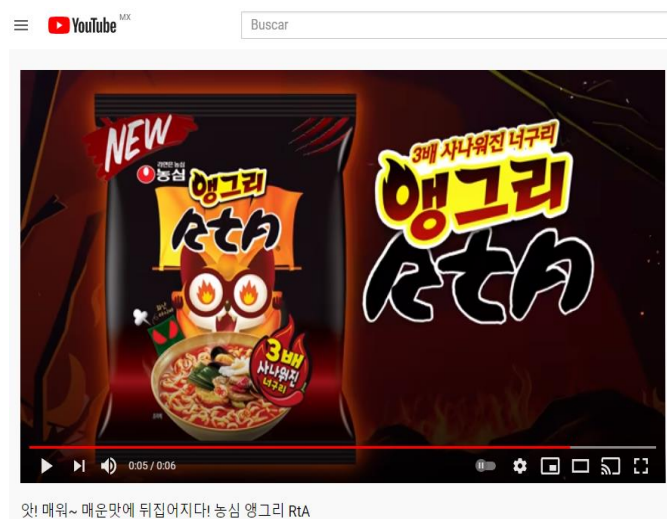 YouTube MX
Buscar
NEW
농심
앵그리
RtA
3배
사나워진
너구리
3배 사나워진 너구리
앵그리
RtA
0:05 / 0:06
앗! 매워~ 매운맛에 뒤집어지다! 농심 앵그리 RtA